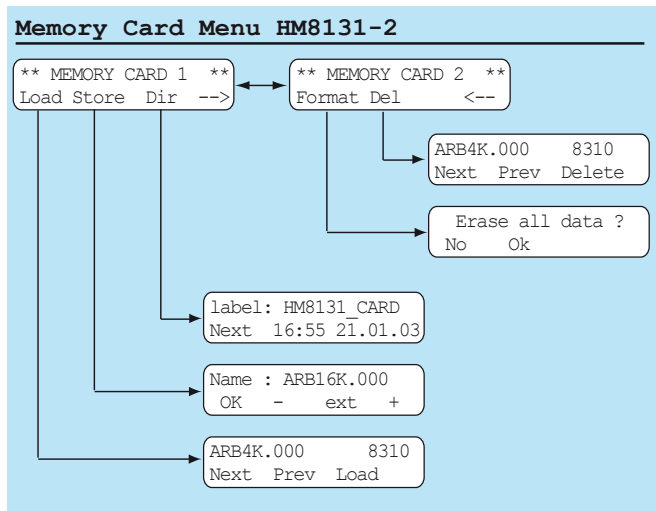 Memory Card Menu HM8131-2
** MEMORY CARD 1 **
Load Store Dir -->
** MEMORY CARD 2 **
Format Del <--
ARB4K.000 8310
Next Prev Delete
Erase all data ?
No Ok
label: HM8131_CARD
Next 16:55 21.01.03
Name : ARB16K.000
OK - ext +
ARB4K.000 8310
Next Prev Load